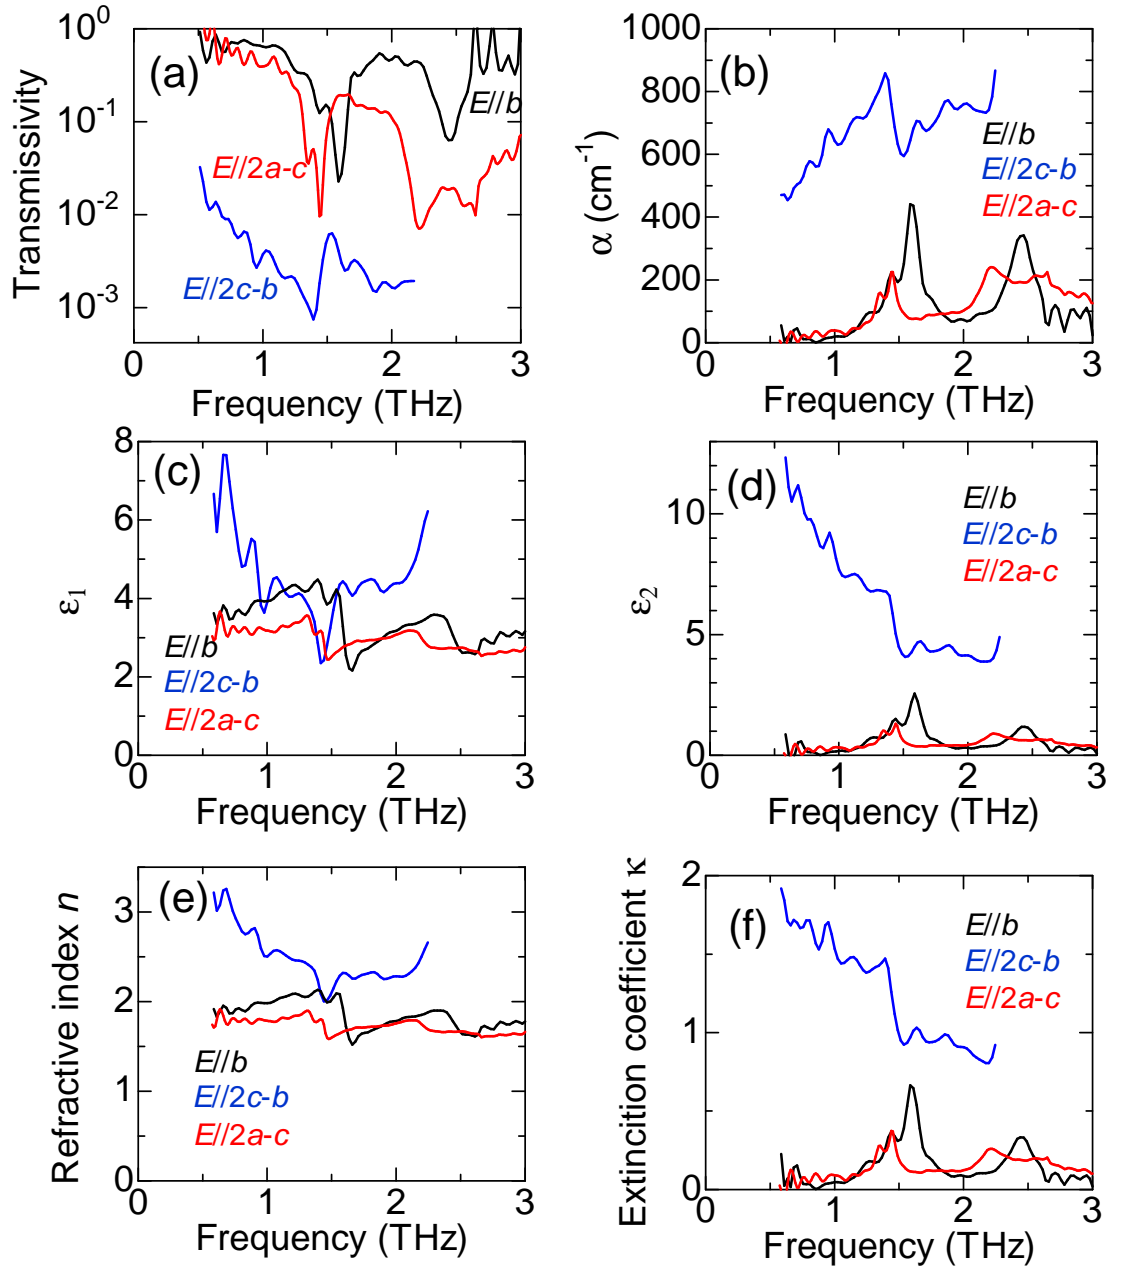 10^0
10^-1
10^-2
10^-3
Transmissivity
(a)
E//b
E//2a-c
E//2c-b
0 1 2 3
Frequency (THz)
1000
800
600
400
200
0
α (cm^-1)
(b)
E//b
E//2c-b
E//2a-c
0 1 2 3
Frequency (THz)
8
6
4
2
0
ε₁
(c)
E//b
E//2c-b
E//2a-c
0 1 2 3
Frequency (THz)
10
5
0
ε₂
(d)
E//b
E//2c-b
E//2a-c
0 1 2 3
Frequency (THz)
3
2
1
0
Refractive index n
(e)
E//b
E//2c-b
E//2a-c
0 1 2 3
Frequency (THz)
2
1
0
Extincition coefficient κ
(f)
E//b
E//2c-b
E//2a-c
0 1 2 3
Frequency (THz)